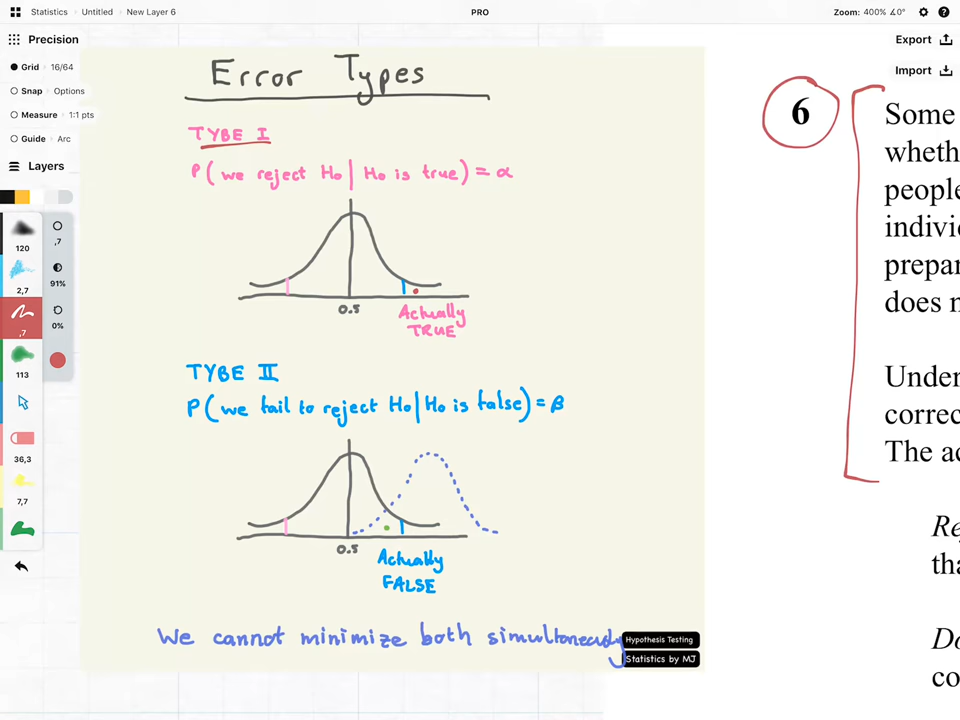 Statistics Untitled New Layer 6
PRO
Zoom: 400% ∡0°
Precision
Grid 16/64
Snap Options
Measure 1:1 pts
Guide Arc
Layers
120
2,7
,7
113
36,3
7,7
,7
91%
0%
Error Types
TYBE I
P(we reject Ho | Ho is true) = α
0.5
Actually
TRUE
TYBE II
P(we fail to reject Ho | Ho is false) = β
0.5
Actually
FALSE
We cannot minimize both simultaneously
Hypothesis Testing
Statistics by MJ
Export
Import
6
Some
wheth
people
indivi
prepar
does n
Under
correc
The ac
Re
tha
Do
co